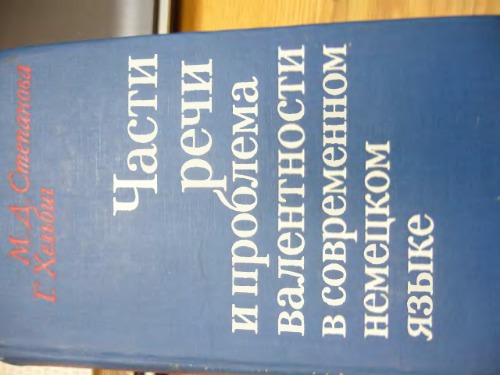 М. Д. Степанова
Г. Хельбиг
Части
речи
и проблема
валентности
в современном
немецком
языке